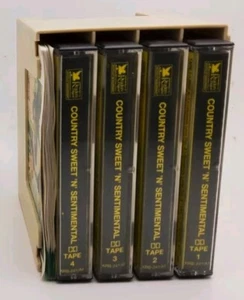 COUNTRY SWEET 'N' SENTIMENTAL
TAPE 4
COUNTRY SWEET 'N' SENTIMENTAL
TAPE 3
COUNTRY SWEET 'N' SENTIMENTAL
TAPE 2
COUNTRY SWEET 'N' SENTIMENTAL
TAPE 1